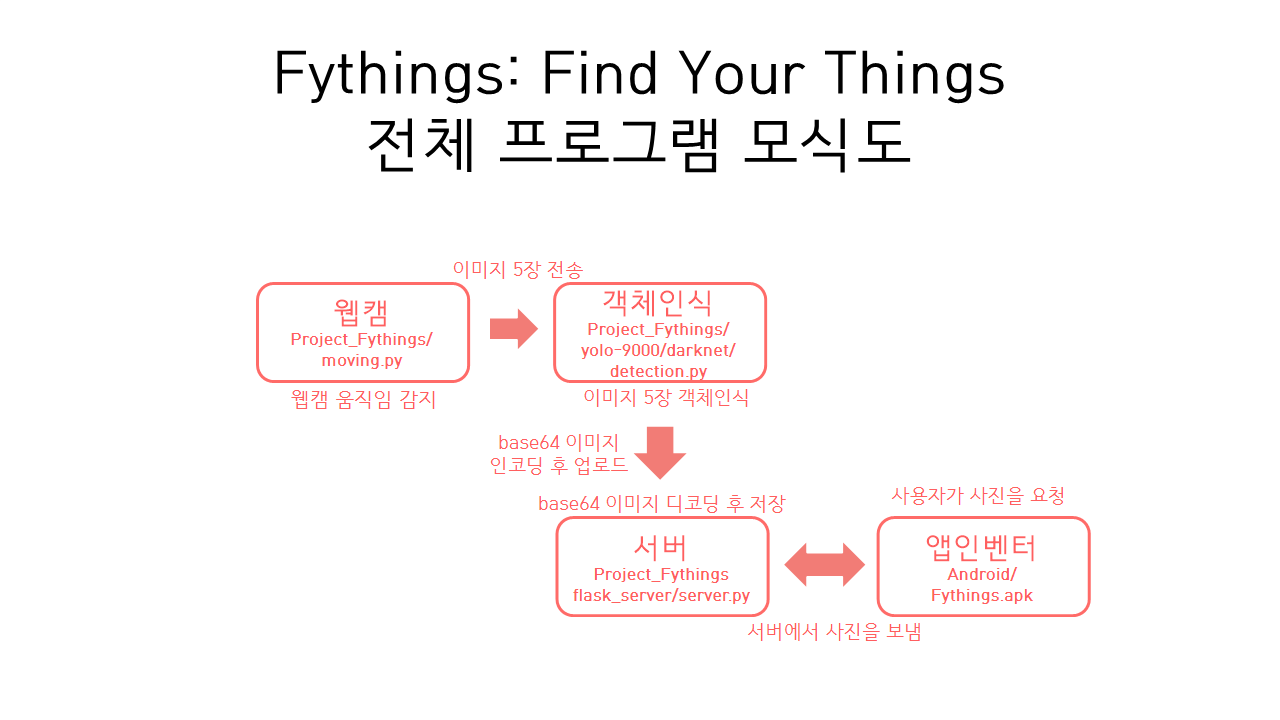 Fythings: Find Your Things
전체 프로그램 모식도
이미지 5장 전송
웹캠
Project_Fythings/
moving.py
웹캠 움직임 감지
객체인식
Project_Fythings/
yolo-9000/darknet/
detection.py
이미지 5장 객체인식
base64 이미지
인코딩 후 업로드
base64 이미지 디코딩 후 저장
서버
Project_Fythings
flask_server/server.py
사용자가 사진을 요청
앱인벤터
Android/
Fythings.apk
서버에서 사진을 보냄